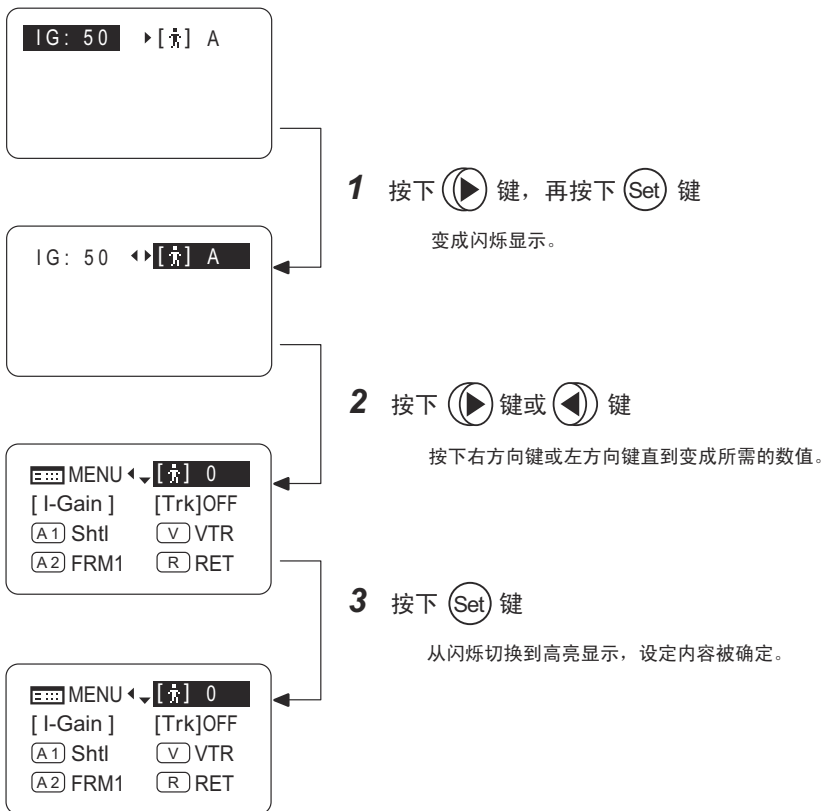 IG: 50 [ ] A
1 按下 键，再按下 Set 键
变成闪烁显示。
IG: 50 [ ] A
2 按下 键或 键
按下右方向键或左方向键直到变成所需的数值。
MENU [ ] 0
[ I-Gain ] [Trk]OFF
A1 Shtl V VTR
A2 FRM1 R RET
3 按下 Set 键
从闪烁切换到高亮显示，设定内容被确定。
MENU [ ] 0
[ I-Gain ] [Trk]OFF
A1 Shtl V VTR
A2 FRM1 R RET